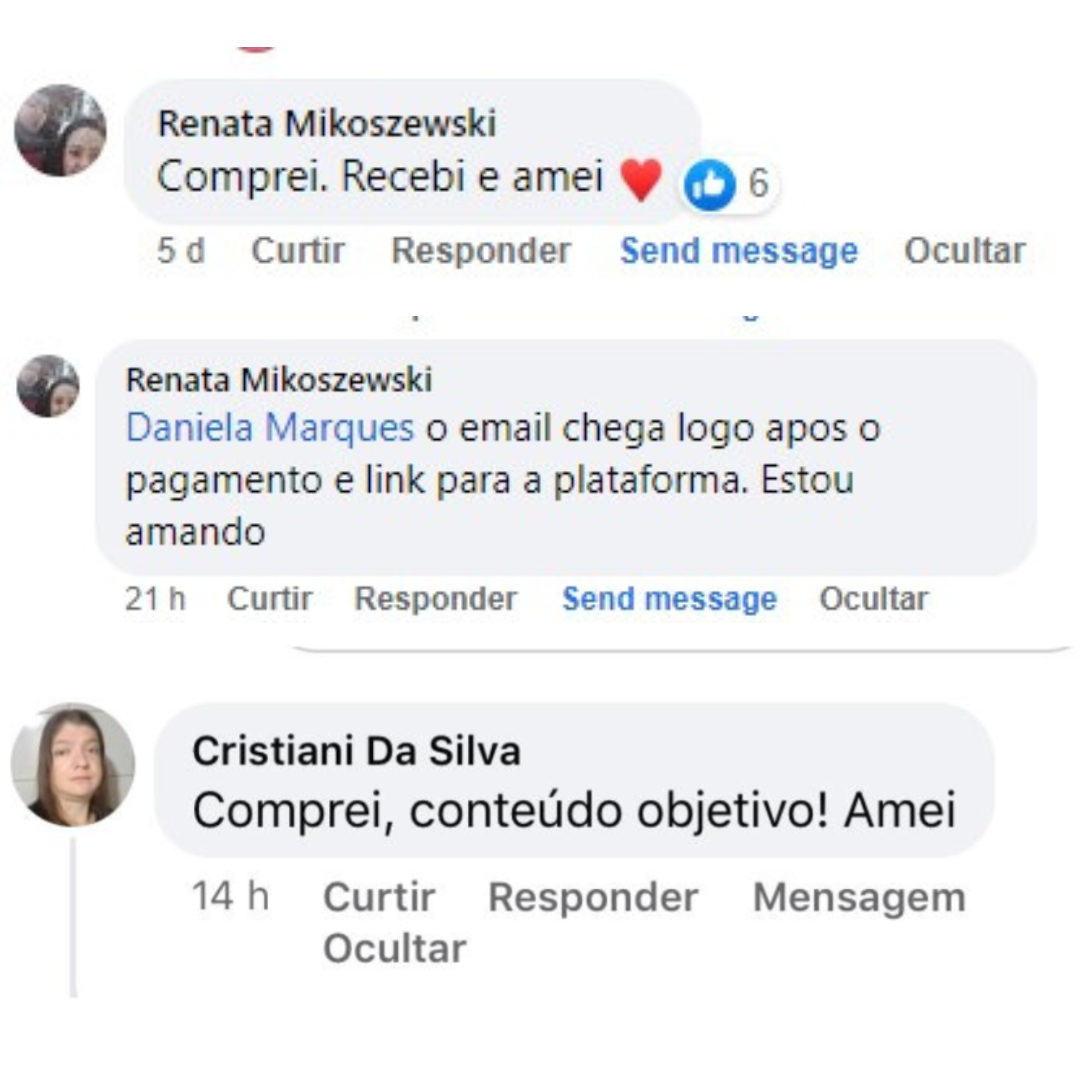 Renata Mikoszewski
Comprei. Recebi e amei ❤️ 6
5 d Curtir Responder Send message Ocultar
Renata Mikoszewski
Daniela Marques o email chega logo apos o
pagamento e link para a plataforma. Estou
amando
21 h Curtir Responder Send message Ocultar
Cristiani Da Silva
Comprei, conteúdo objetivo! Amei
14 h Curtir Responder Mensagem
Ocultar